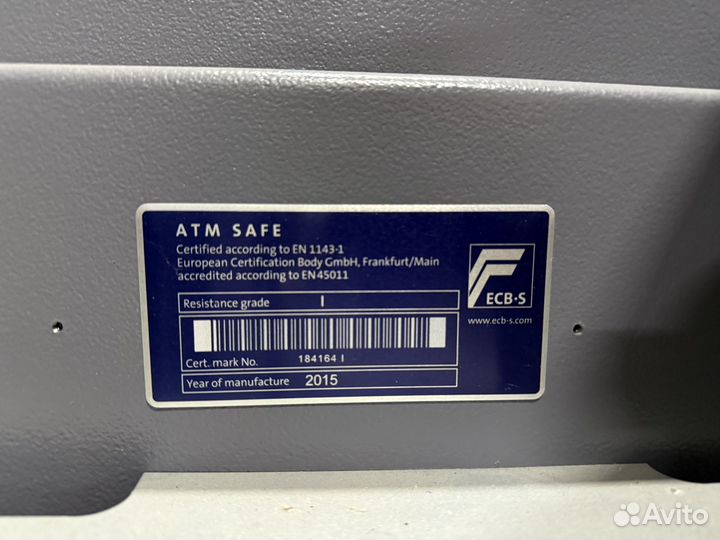 ATM SAFE
Certified according to EN 1143-1
European Certification Body GmbH, Frankfurt/Main
accredited according to EN 45011
ECB·S
www.ecb-s.com
Resistance grade I
Cert. mark No. 184164 I
Year of manufacture 2015
Avito